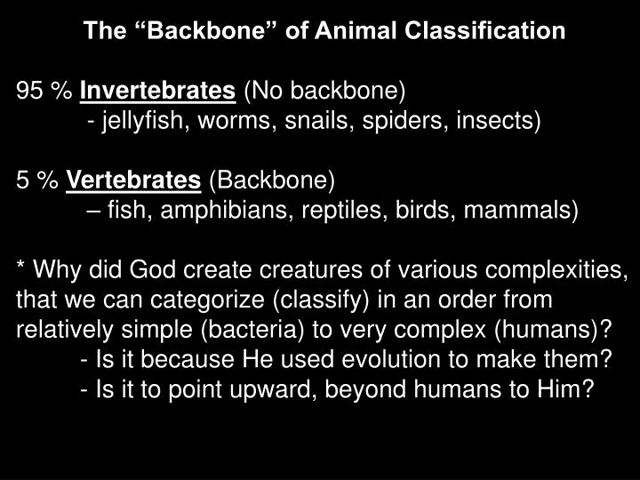 The “Backbone” of Animal Classification
95 % Invertebrates (No backbone)
- jellyfish, worms, snails, spiders, insects)
5 % Vertebrates (Backbone)
– fish, amphibians, reptiles, birds, mammals)
* Why did God create creatures of various complexities,
that we can categorize (classify) in an order from
relatively simple (bacteria) to very complex (humans)?
- Is it because He used evolution to make them?
- Is it to point upward, beyond humans to Him?